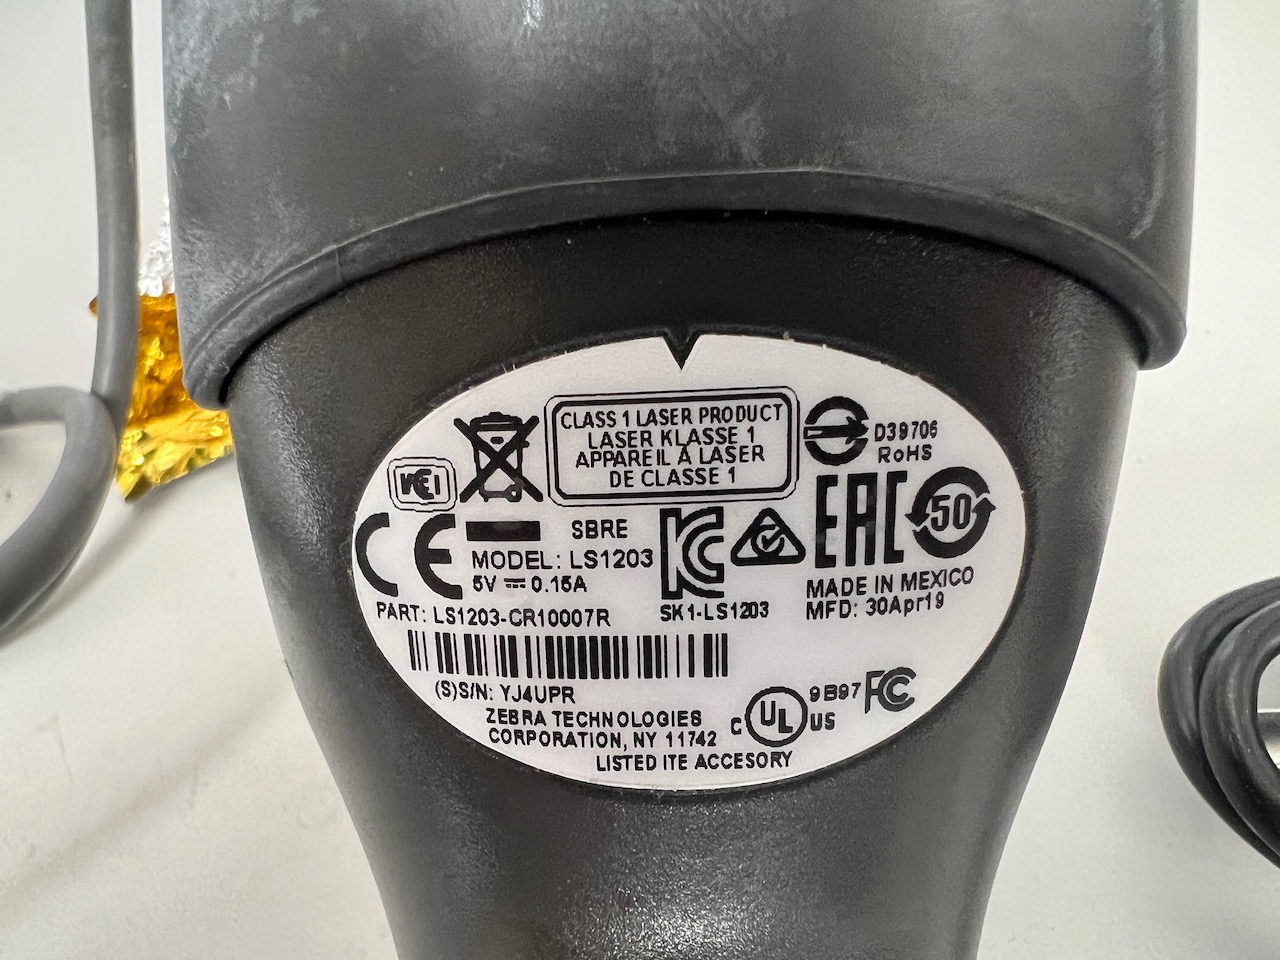 CLASS 1 LASER PRODUCT
LASER KLASSE 1
APPAREIL À LASER
DE CLASSE 1
D39706
RoHS
VCEI
CE
SBRE
MODEL: LS1203
5V ⎓ 0.15A
KC
SK1-LS1203
EAC
50
MADE IN MEXICO
MFD: 30Apr19
PART: LS1203-CR10007R
(S)S/N: YJ4UPR
ZEBRA TECHNOLOGIES
CORPORATION, NY 11742
C UL US
9B97
FC
LISTED ITE ACCESORY